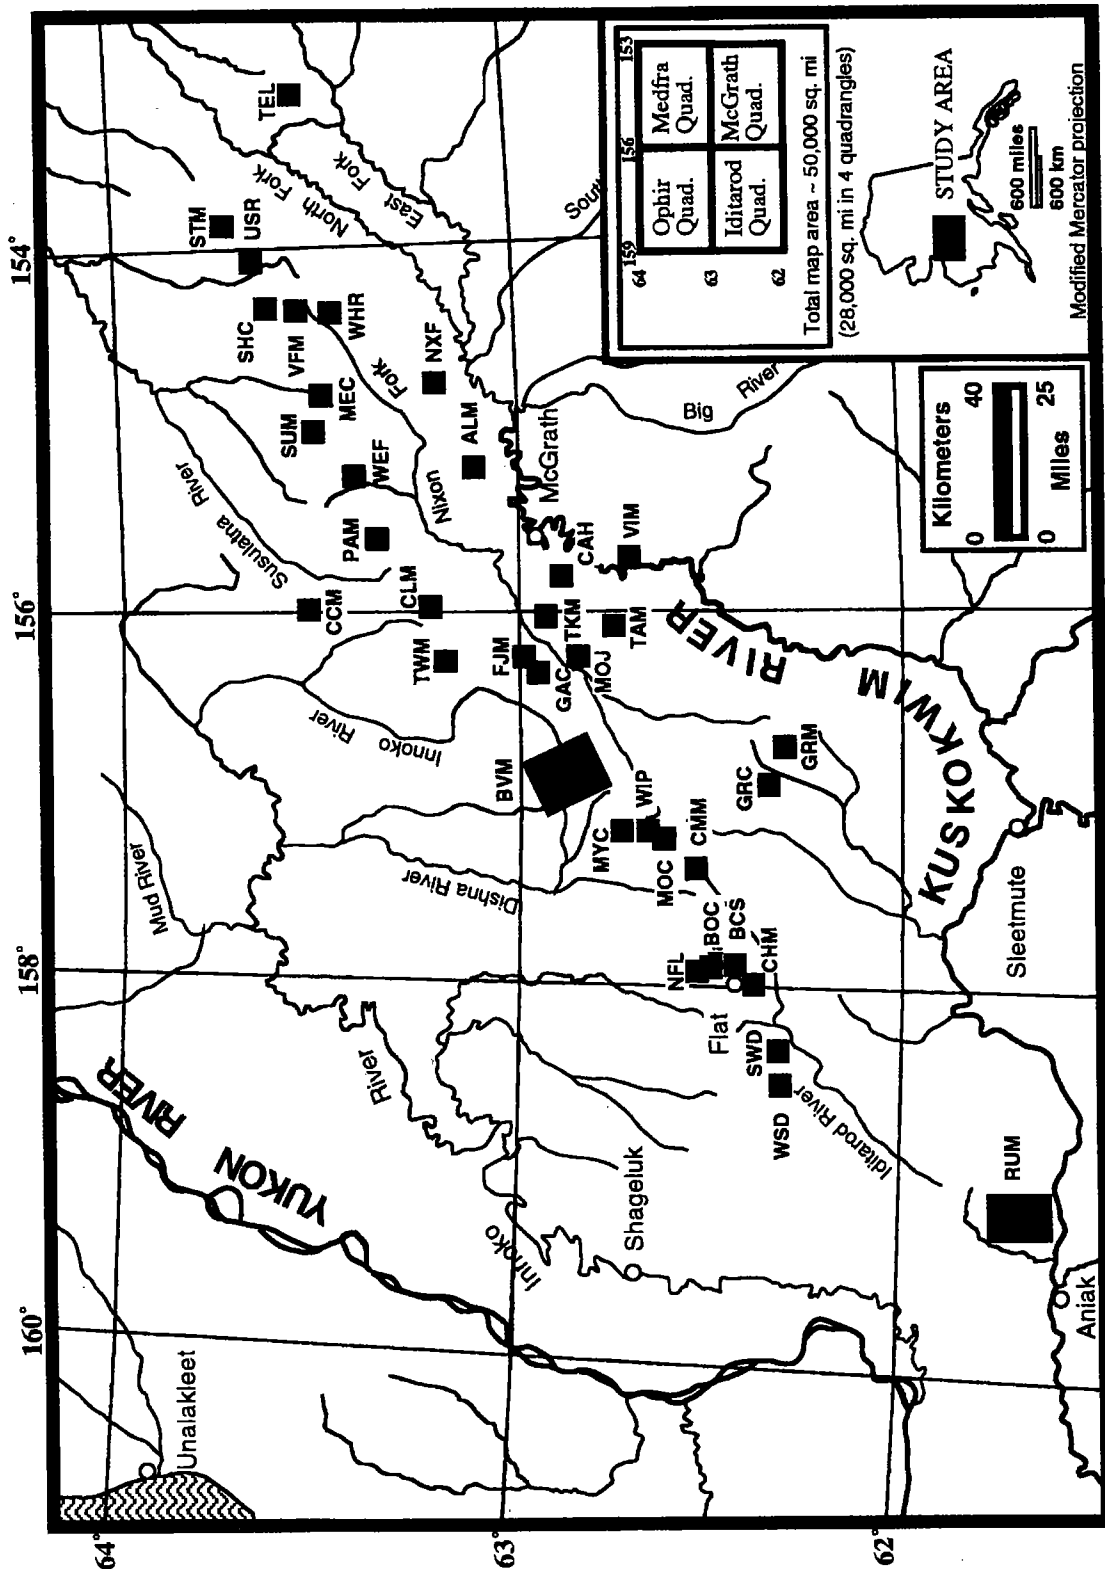 160°
158°
156°
154°
64°
63°
62°
Unalakleet
YUKON RIVER
Mud River
Innoko
River
Dishna River
Innoko
River
Susulatna
River
CCM
CLM
TWM
PAM
WEF
SUM
MEC
SHC
VFM
WHR
STM
USR
TEL
North
Fork
East
Fork
South
Nixon
Fork
NXF
ALM
McGrath
FJM
GAC
TKM
MOJ
CAH
TAM
VIM
BVM
MYC
WIP
MOC
CMM
GRC
GRM
NFL
BOC
BCS
CHM
Flat
SWD
WSD
Iditarod River
Shageluk
RUM
Aniak
Sleetmute
KUSKOKWIM
RIVER
Big
River
Kilometers
0 40
0 25
Miles
159 156 153
64
63
62
Ophir
Quad.
Medfra
Quad.
Iditarod
Quad.
McGrath
Quad.
Total map area ~ 50,000 sq. mi
(28,000 sq. mi in 4 quadrangles)
STUDY AREA
600 miles
600 km
Modified Mercator projection